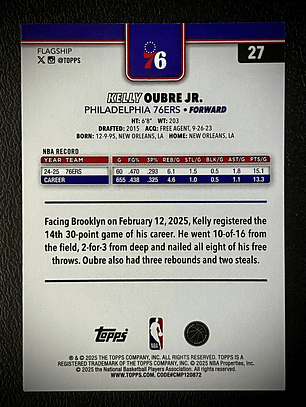 FLAGSHIP
@TOPPS
76
27
KELLY OUBRE JR.
PHILADELPHIA 76ERS • FORWARD
HT: 6'8" WT: 203
DRAFTED: 2015 ACQ: FREE AGENT, 9-26-23
BORN: 12-9-95, NEW ORLEANS, LA HOME: NEW ORLEANS, LA
NBA RECORD
YEAR TEAM G FG% 3P% REB/G STL/G BLK/G AST/G PTS/G
24-25 76ERS 60 .470 .293 6.1 1.5 0.5 1.8 15.1
CAREER 655 .438 .325 4.6 1.0 0.5 1.1 13.3
Facing Brooklyn on February 12, 2025, Kelly registered the
14th 30-point game of his career. He went 10-of-16 from
the field, 2-for-3 from deep and nailed all eight of his free
throws. Oubre also had three rebounds and two steals.
Topps
NBA
® & © 2025 THE TOPPS COMPANY, INC. ALL RIGHTS RESERVED. TOPPS IS A
REGISTERED TRADEMARK OF THE TOPPS COMPANY, INC. © 2025 NBA Properties, Inc.
© 2025 the National Basketball Players Association. All rights reserved.
WWW.TOPPS.COM. CODE#CMP120872